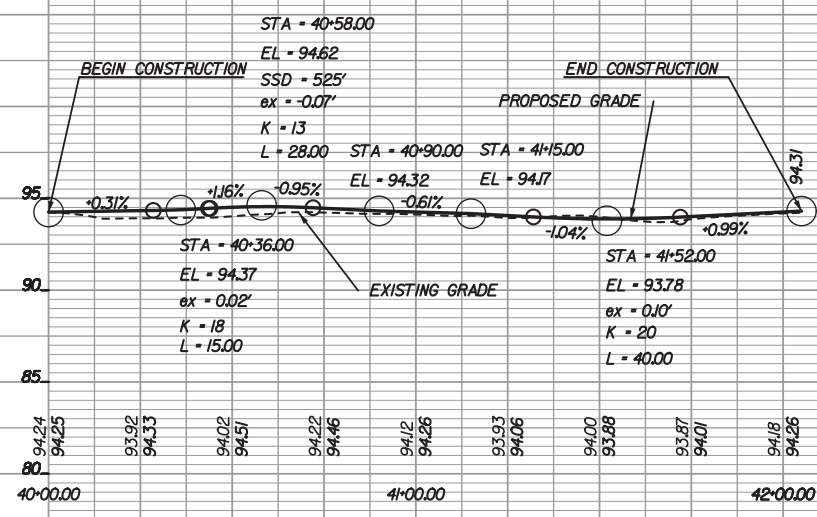 STA = 40+58.00
EL = 94.62
SSD = 525'
ex = -0.07'
K = 13
L = 28.00
BEGIN CONSTRUCTION
END CONSTRUCTION
PROPOSED GRADE
STA = 40+90.00
EL = 94.32
STA = 41+15.00
EL = 94.17
94.31
95
+0.31%
+1.16%
-0.95%
-0.61%
-1.04%
+0.99%
STA = 40+36.00
EL = 94.37
ex = 0.02'
K = 18
L = 15.00
EXISTING GRADE
STA = 41+52.00
EL = 93.78
ex = 0.10'
K = 20
L = 40.00
90
85
94.24
94.25
93.92
94.33
94.02
94.51
94.22
94.46
94.12
94.26
93.93
94.06
94.00
93.88
93.87
94.01
94.18
94.26
80
40+00.00
41+00.00
42+00.00